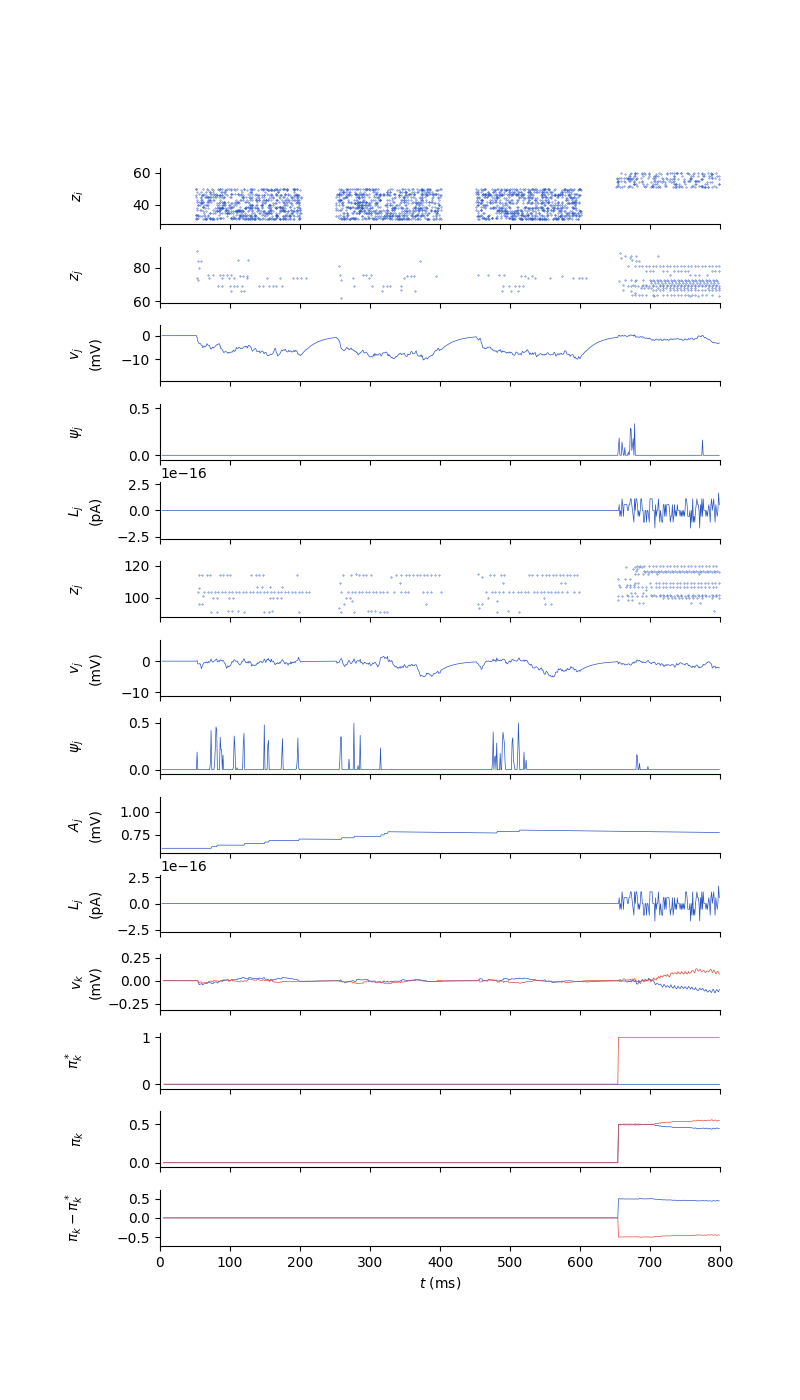 60
40
z_i
80
60
z_j
0
−10
v_j
(mV)
0.5
0.0
ψ_j
1e−16
2.5
0.0
−2.5
L_j
(pA)
120
100
z_j
0
−10
v_j
(mV)
0.5
0.0
ψ_j
1.00
0.75
A_j
(mV)
1e−16
2.5
0.0
−2.5
L_j
(pA)
0.25
0.00
−0.25
v_k
(mV)
1
0
π_k^*
0.5
0.0
π_k
0.5
0.0
−0.5
π_k − π_k^*
0 100 200 300 400 500 600 700 800
t (ms)